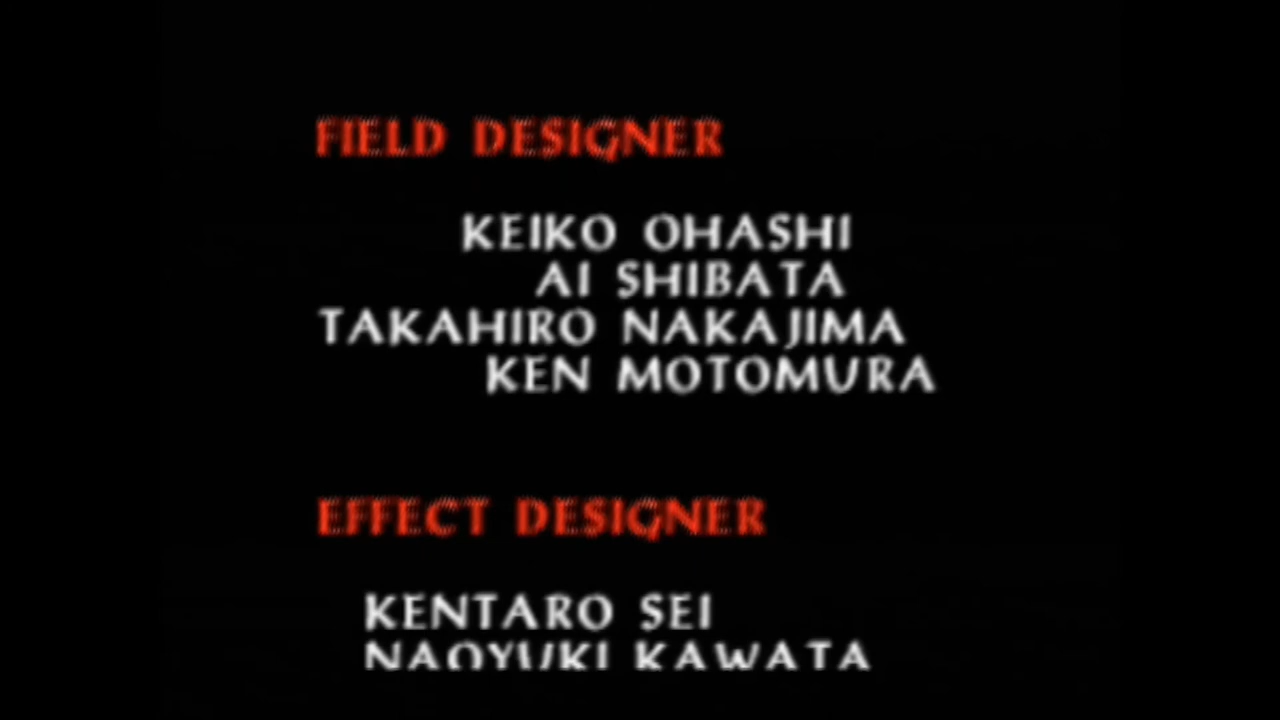 FIELD DESIGNER
KEIKO OHASHI
AI SHIBATA
TAKAHIRO NAKAJIMA
KEN MOTOMURA
EFFECT DESIGNER
KENTARO SEI
NAOYUKI KAWATA